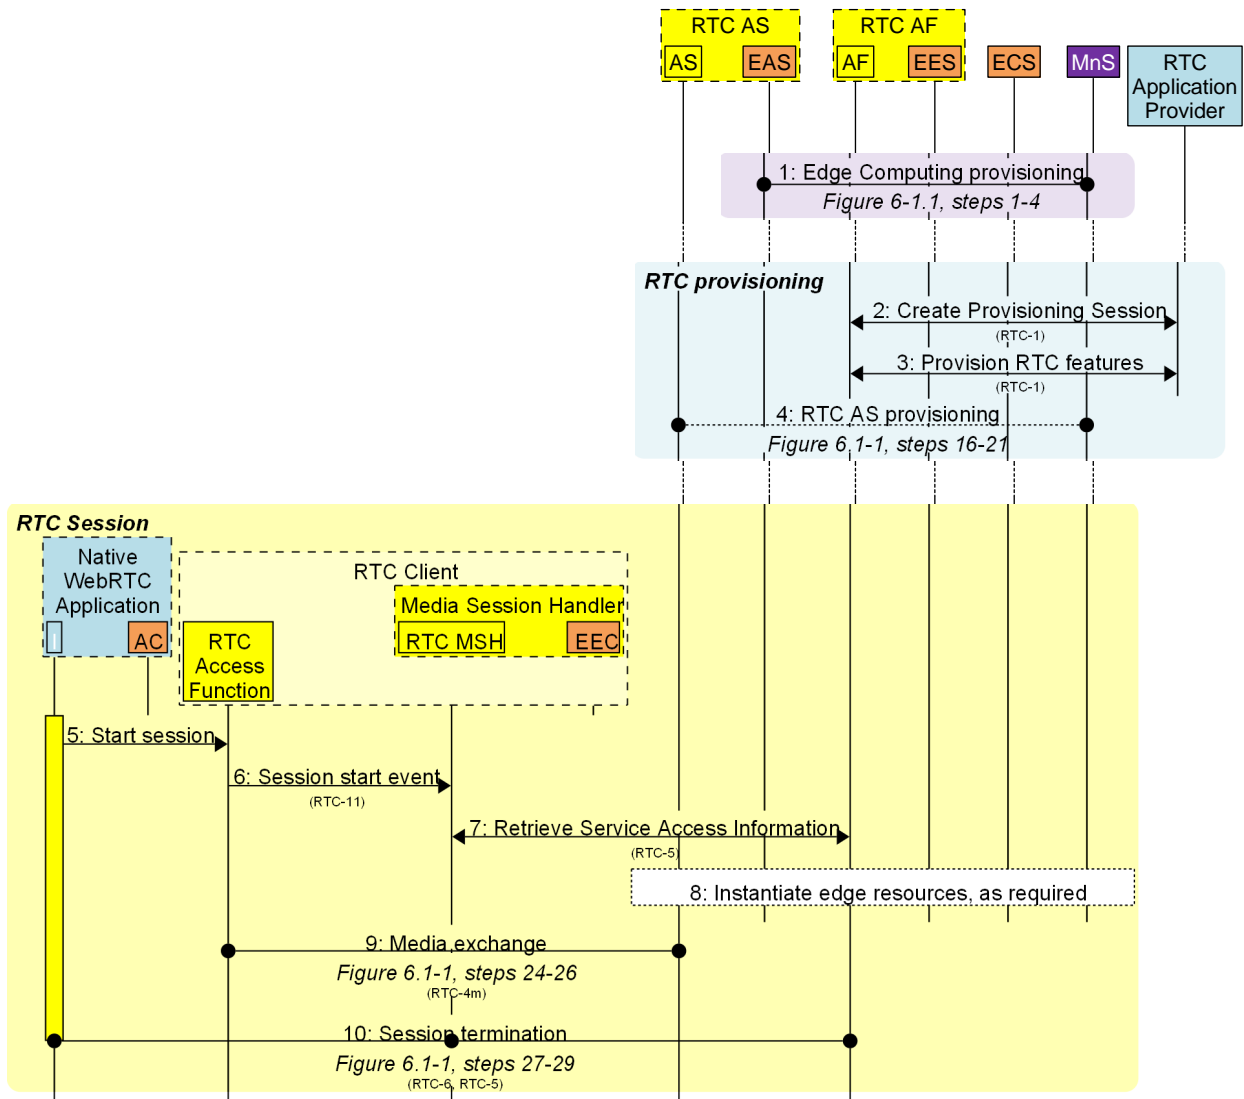 RTC AS
RTC AF
AS
EAS
AF
EES
ECS
MnS
RTC
Application
Provider
1: Edge Computing provisioning
Figure 6-1.1, steps 1-4
RTC provisioning
2: Create Provisioning Session
(RTC-1)
3: Provision RTC features
(RTC-1)
4: RTC AS provisioning
Figure 6.1-1, steps 16-21
RTC Session
Native
WebRTC
Application
RTC Client
Media Session Handler
AC
RTC
Access
Function
RTC MSH
EEC
5: Start session
6: Session start event
(RTC-11)
7: Retrieve Service Access Information
(RTC-5)
8: Instantiate edge resources, as required
9: Media exchange
Figure 6.1-1, steps 24-26
(RTC-4m)
10: Session termination
Figure 6.1-1, steps 27-29
(RTC-6, RTC-5)